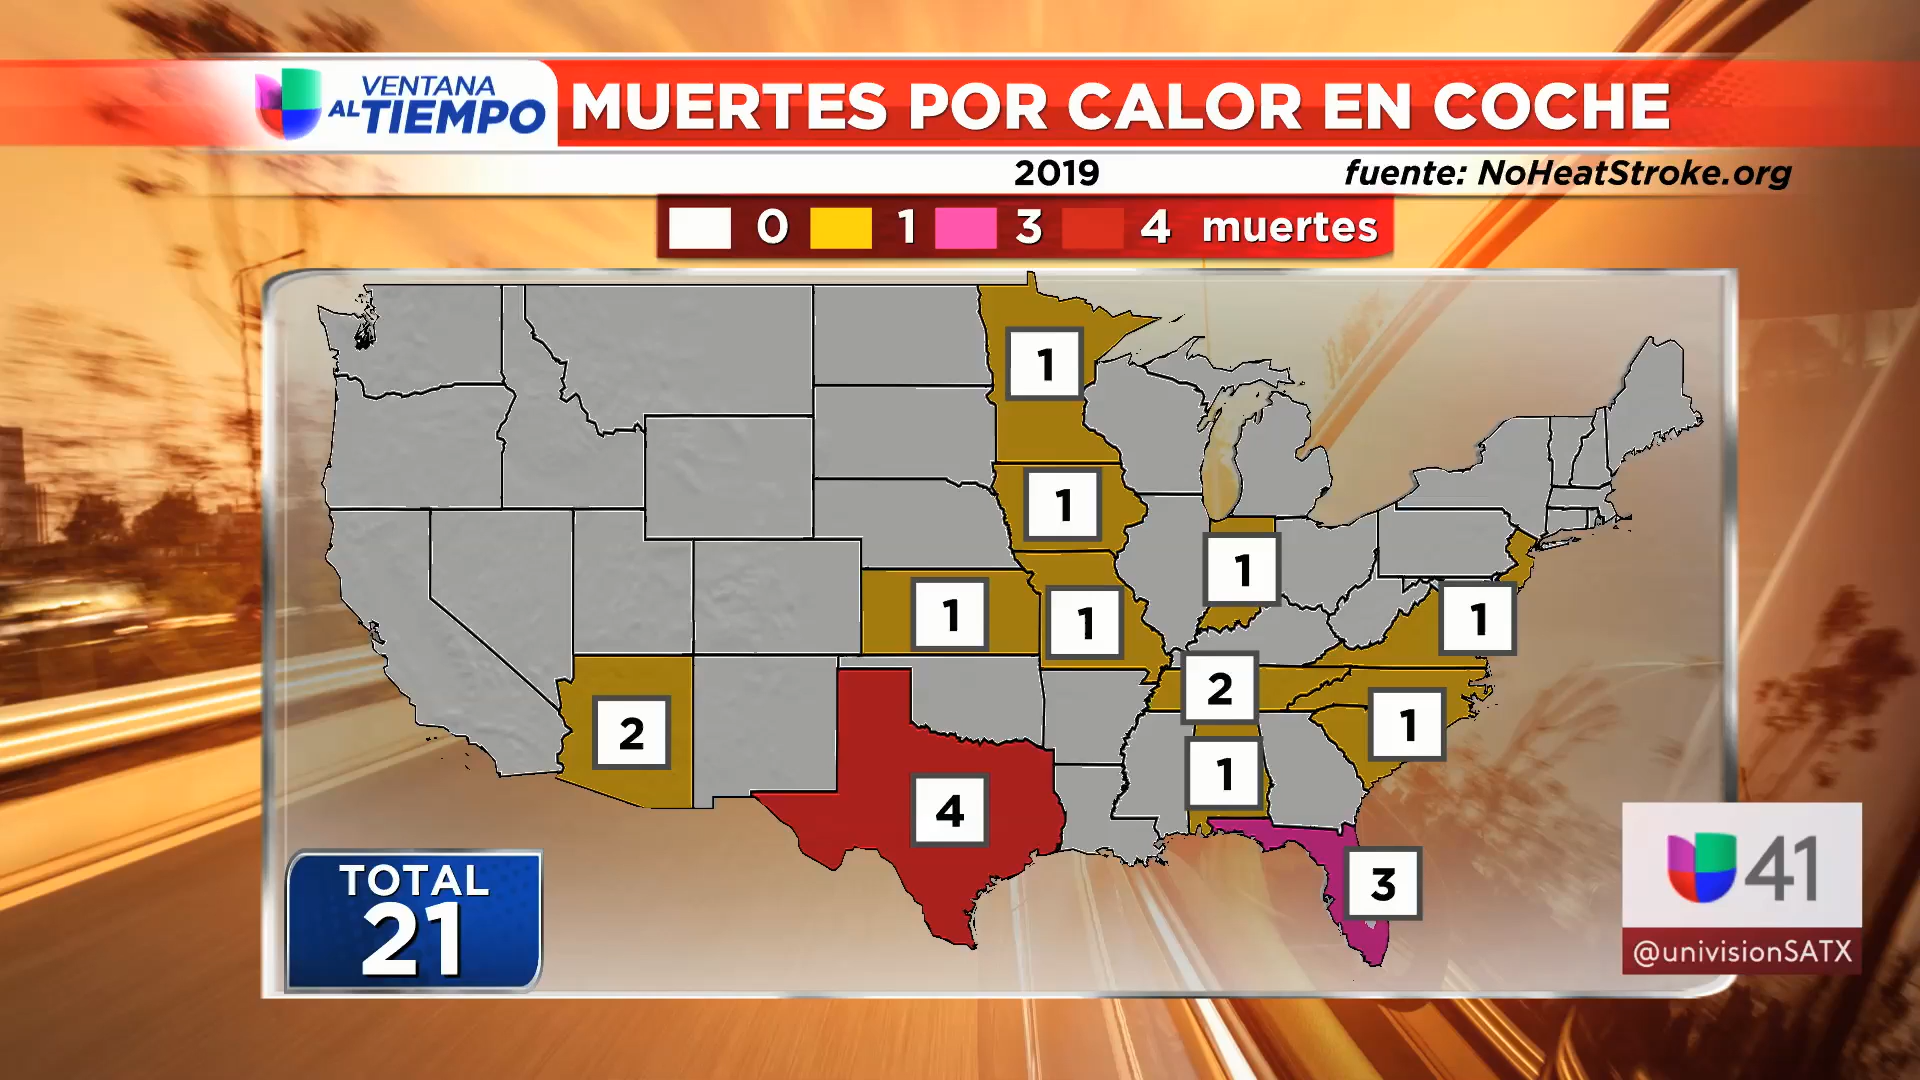 VENTANA
AL TIEMPO
MUERTES POR CALOR EN COCHE
2019
fuente: NoHeatStroke.org
0 1 3 4 muertes
1
1
1
1
1
1
2
2
1
1
4
3
TOTAL
21
41
@univisionSATX